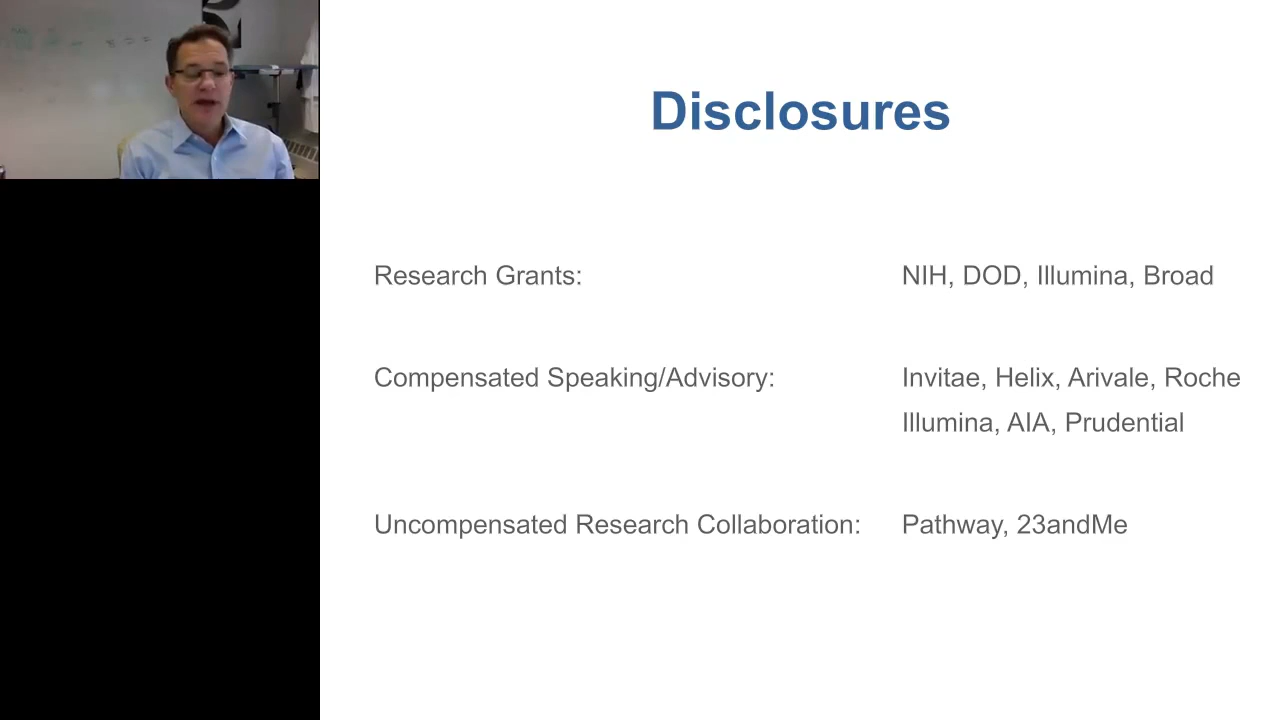 Disclosures
Research Grants: NIH, DOD, Illumina, Broad
Compensated Speaking/Advisory: Invitae, Helix, Arivale, Roche
Illumina, AIA, Prudential
Uncompensated Research Collaboration: Pathway, 23andMe